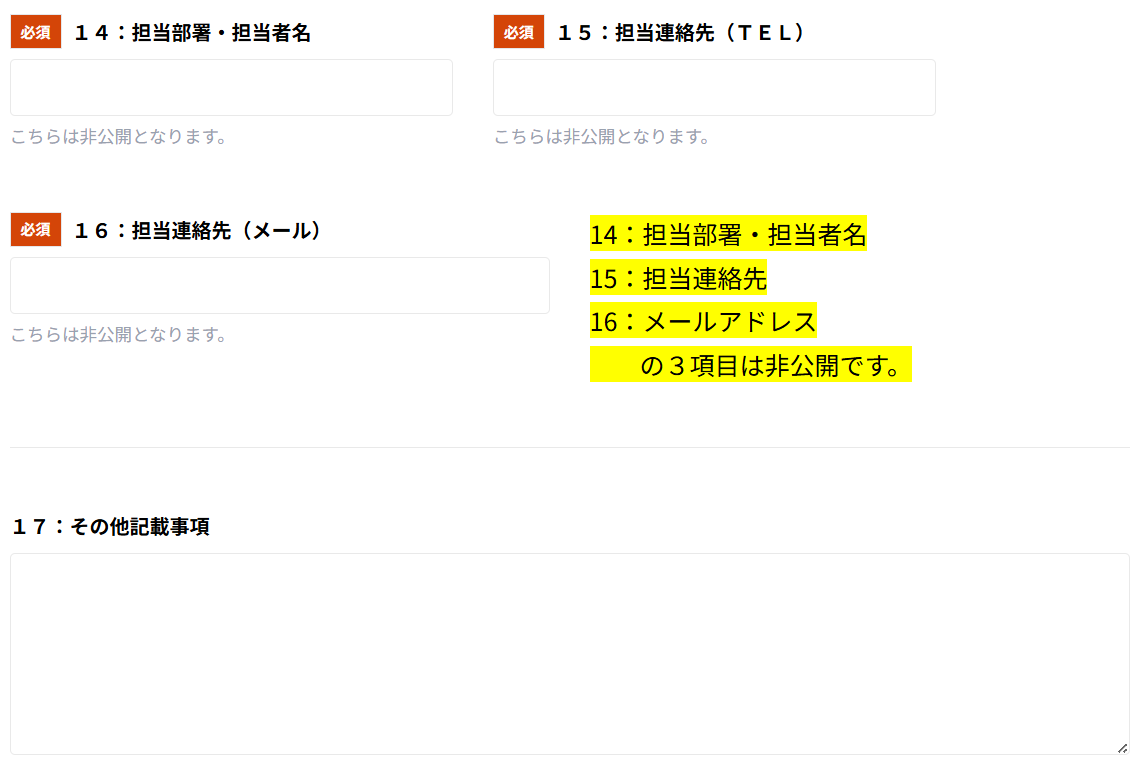 必須 １４：担当部署・担当者名
必須 １５：担当連絡先（ＴＥＬ）
こちらは非公開となります。
こちらは非公開となります。
必須 １６：担当連絡先（メール）
こちらは非公開となります。
14：担当部署・担当者名
15：担当連絡先
16：メールアドレス
の３項目は非公開です。
１７：その他記載事項